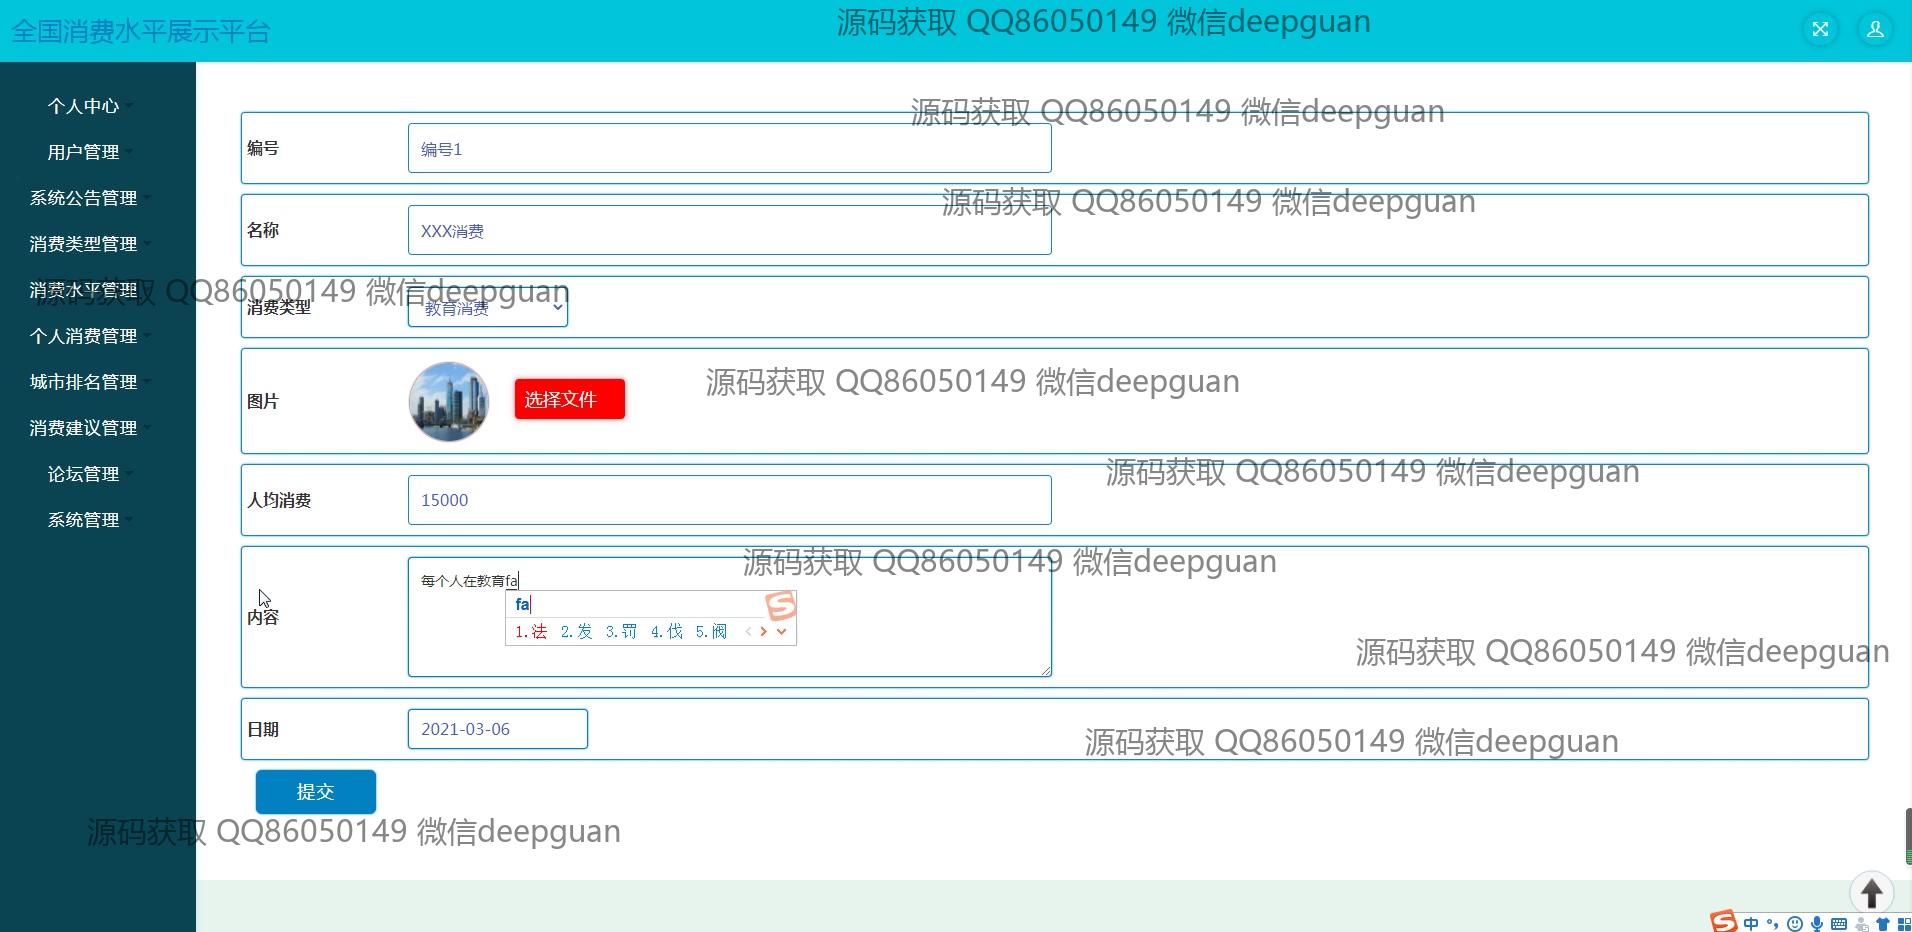 全国消费水平展示平台
源码获取 QQ86050149 微信deepguan
个人中心
用户管理
系统公告管理
消费类型管理
消费水平管理
个人消费管理
城市排名管理
消费建议管理
论坛管理
系统管理
源码获取 QQ86050149 微信deepguan
编号
编号1
源码获取 QQ86050149 微信deepguan
名称
XXX消费
源码获取 QQ86050149 微信deepguan
消费类型
教育消费
图片
选择文件
源码获取 QQ86050149 微信deepguan
人均消费
15000
源码获取 QQ86050149 微信deepguan
源码获取 QQ86050149 微信deepguan
内容
每个人在教育fa
fa
1.法 2.发 3.罚 4.伐 5.阀
源码获取 QQ86050149 微信deepguan
日期
2021-03-06
源码获取 QQ86050149 微信deepguan
提交
源码获取 QQ86050149 微信deepguan
S 中